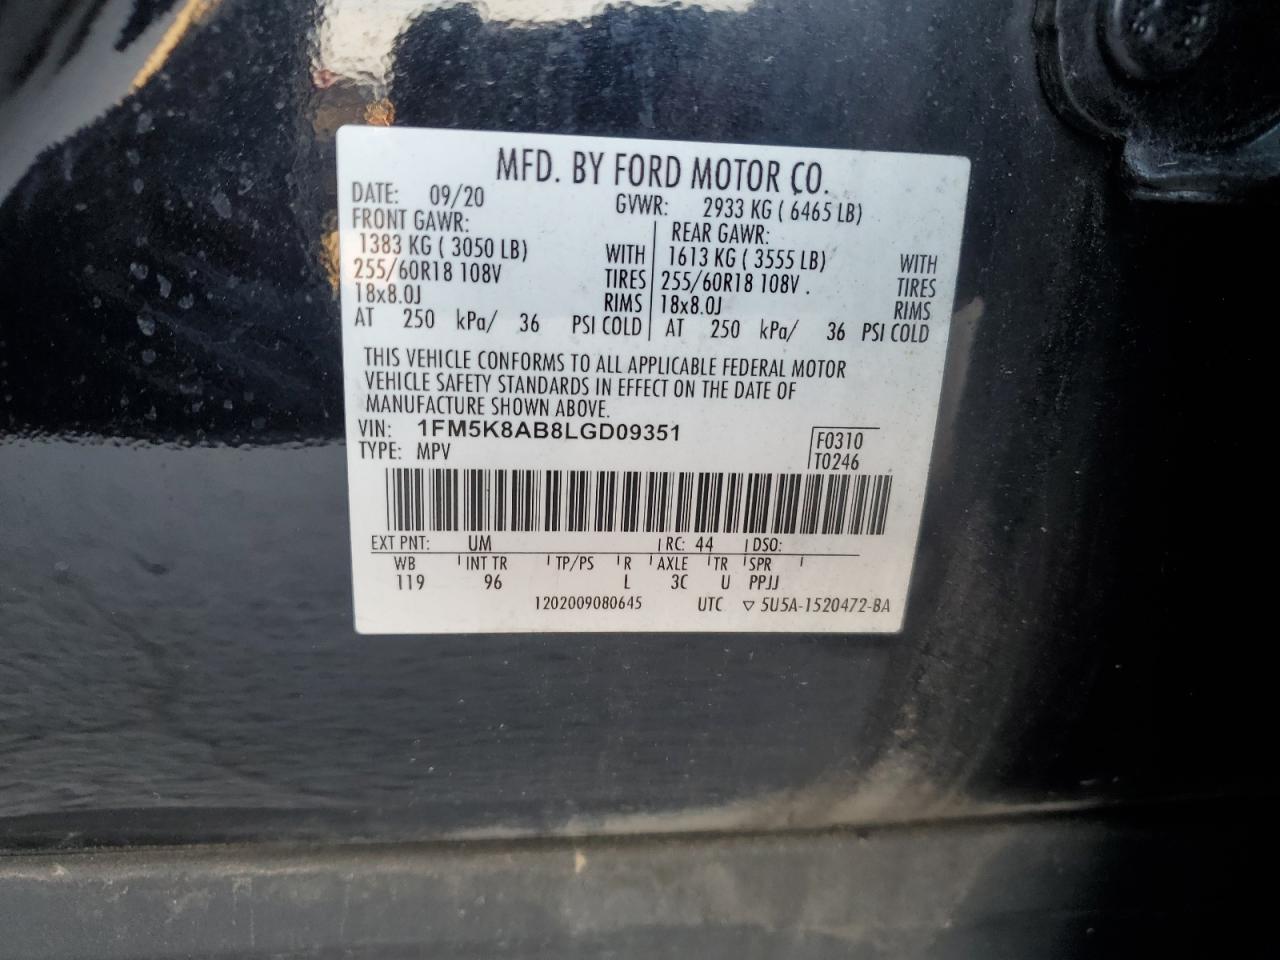 MFD. BY FORD MOTOR CO.
DATE: 09/20 GVWR: 2933 KG ( 6465 LB)
FRONT GAWR: REAR GAWR:
1383 KG ( 3050 LB) WITH 1613 KG ( 3555 LB) WITH
255/60R18 108V TIRES 255/60R18 108V . TIRES
18x8.0J RIMS 18x8.0J RIMS
AT 250 kPa/ 36 PSI COLD AT 250 kPa/ 36 PSI COLD
THIS VEHICLE CONFORMS TO ALL APPLICABLE FEDERAL MOTOR
VEHICLE SAFETY STANDARDS IN EFFECT ON THE DATE OF
MANUFACTURE SHOWN ABOVE.
VIN: 1FM5K8AB8LGD09351 F0310
TYPE: MPV T0246
EXT PNT: UM RC: 44 DSO:
WB INT TR TP/PS R AXLE TR SPR
119 96 L 3C U PPJJ
1202009080645 UTC ▽ 5U5A-1520472-BA